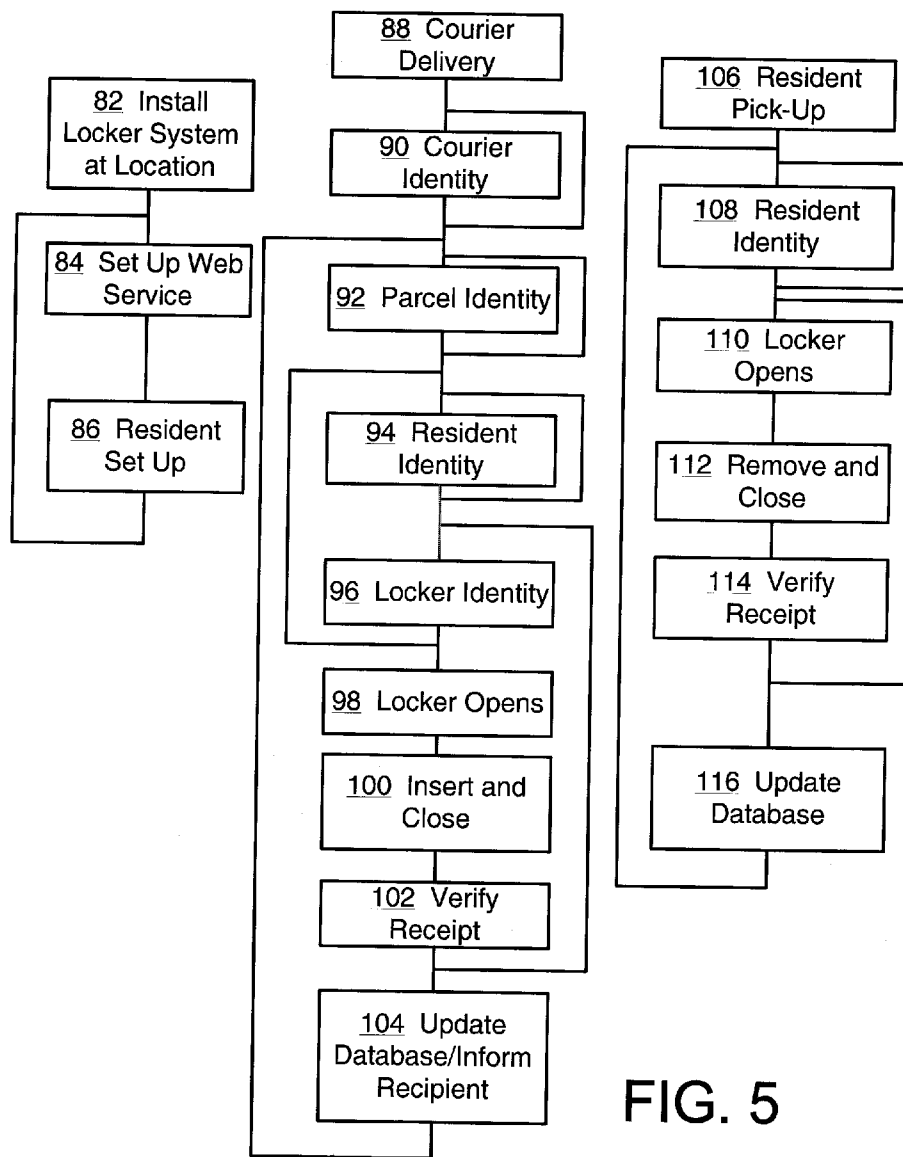 82 Install
Locker System
at Location
84 Set Up Web
Service
86 Resident
Set Up
88 Courier
Delivery
90 Courier
Identity
92 Parcel Identity
94 Resident
Identity
96 Locker Identity
98 Locker Opens
100 Insert and
Close
102 Verify
Receipt
104 Update
Database/Inform
Recipient
106 Resident
Pick-Up
108 Resident
Identity
110 Locker
Opens
112 Remove and
Close
114 Verify
Receipt
116 Update
Database
FIG. 5